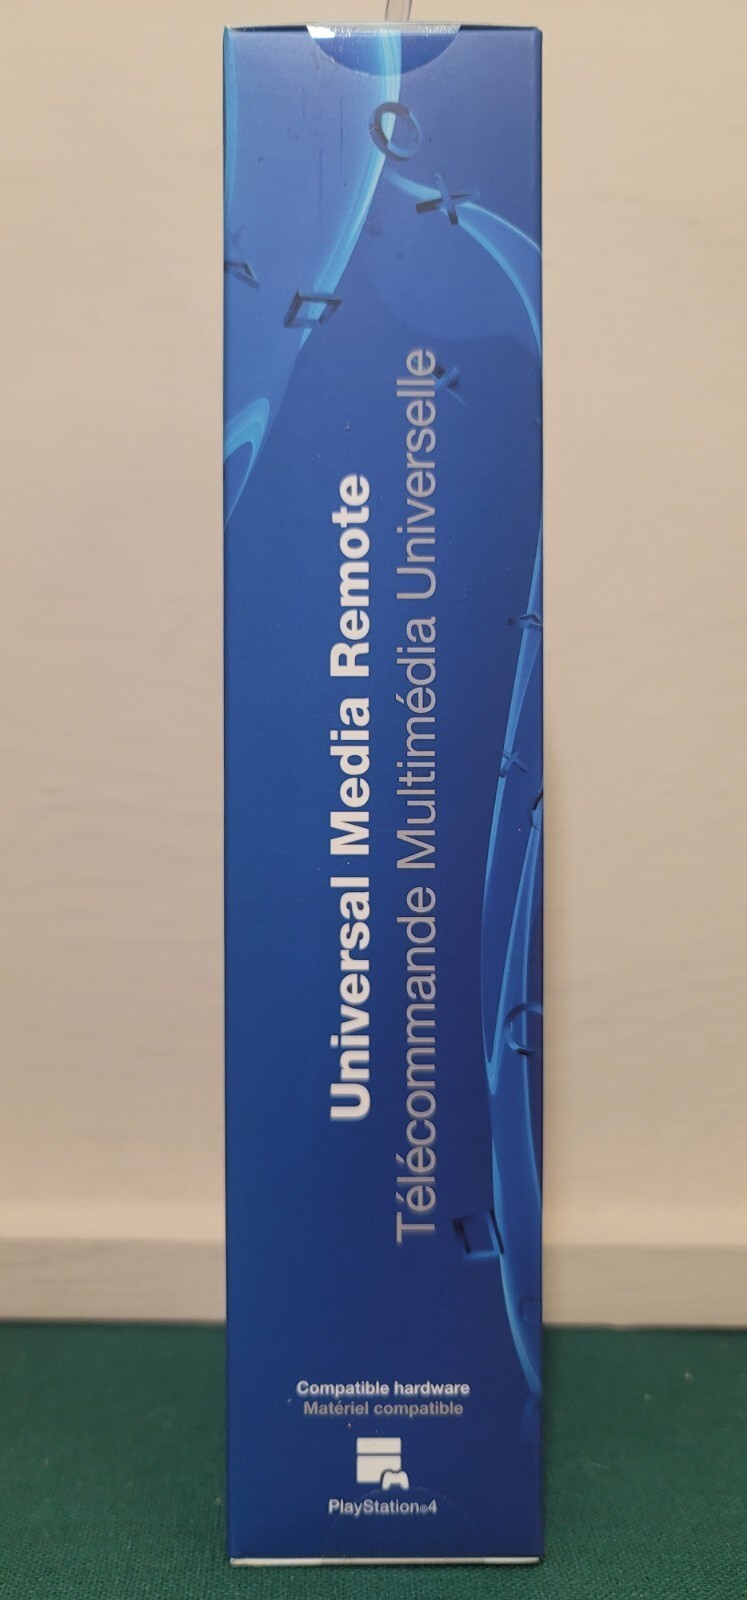 Universal Media Remote
Télécommande Multimédia Universelle
Compatible hardware
Matériel compatible
PlayStation®4